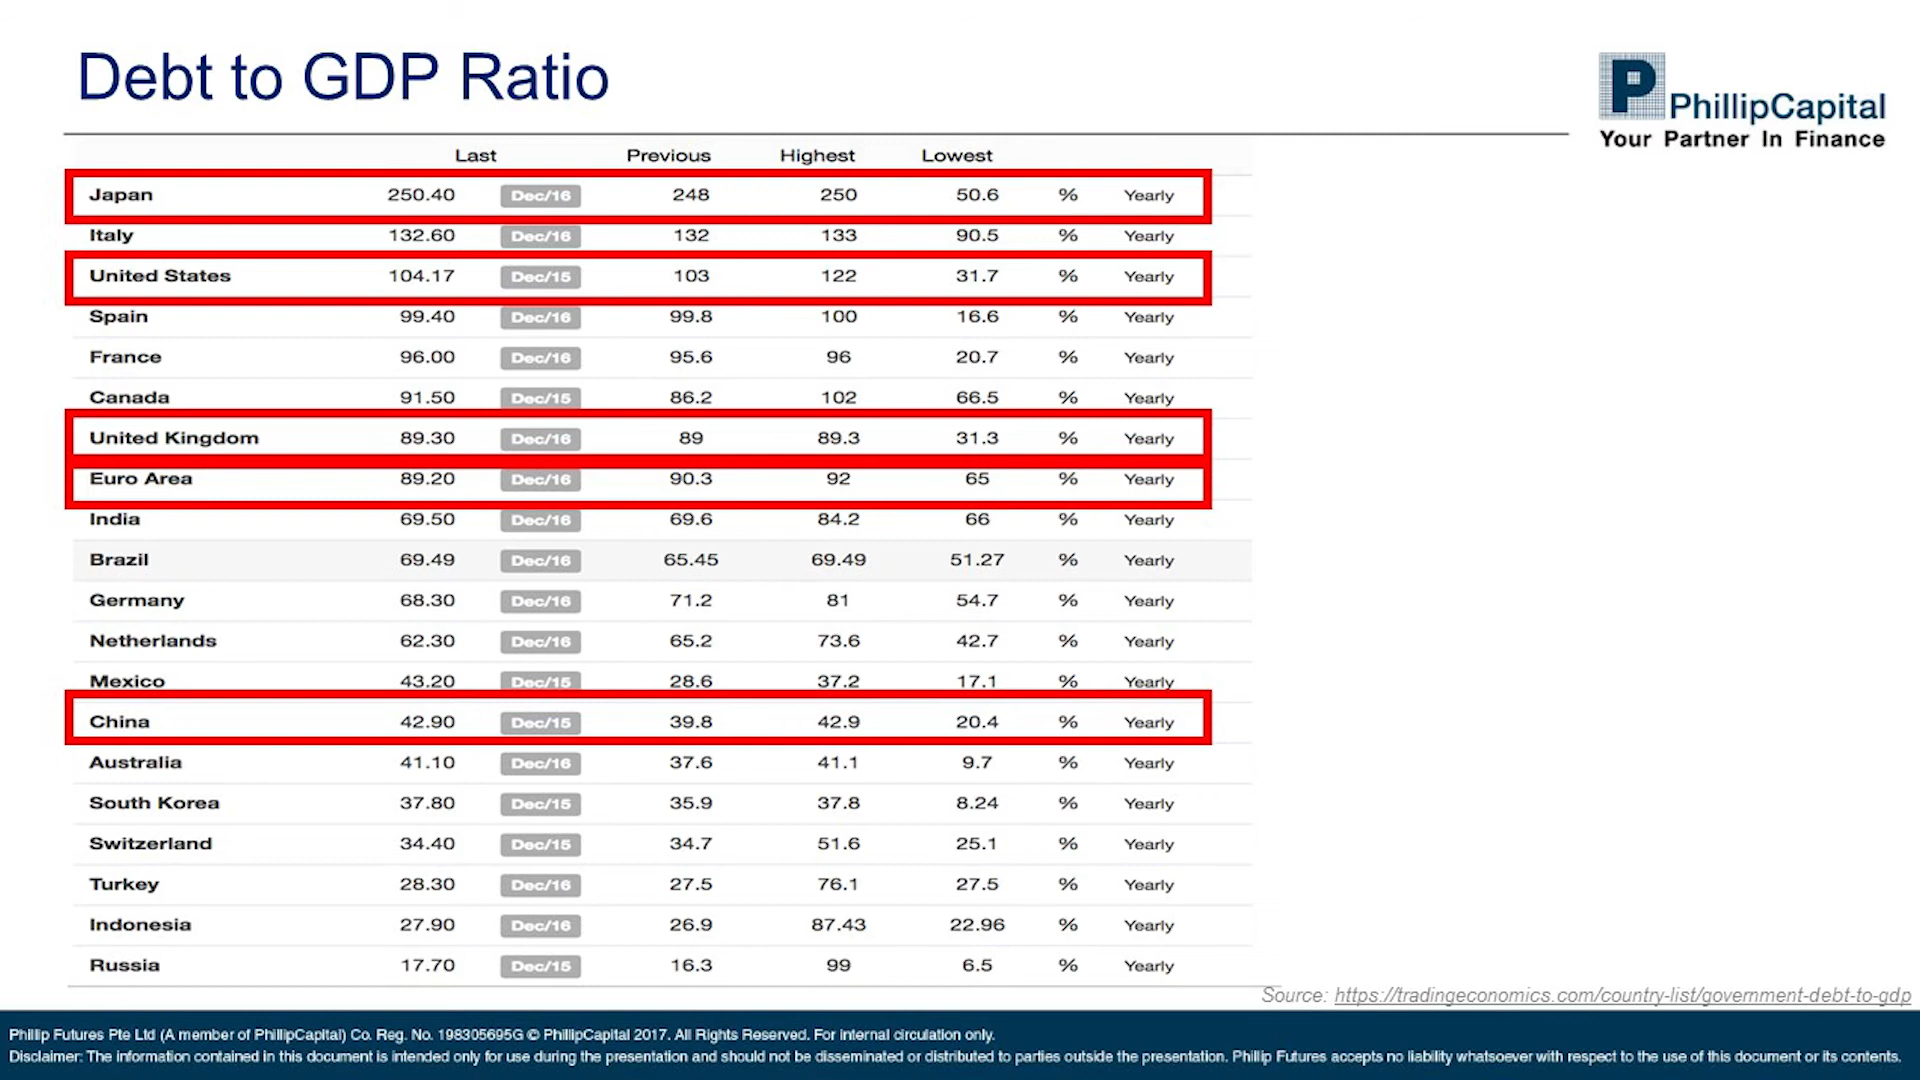 Debt to GDP Ratio
P PhillipCapital
Your Partner In Finance
Last Previous Highest Lowest
Japan 250.40 Dec/16 248 250 50.6 % Yearly
Italy 132.60 Dec/16 132 133 90.5 % Yearly
United States 104.17 Dec/15 103 122 31.7 % Yearly
Spain 99.40 Dec/16 99.8 100 16.6 % Yearly
France 96.00 Dec/16 95.6 96 20.7 % Yearly
Canada 91.50 Dec/15 86.2 102 66.5 % Yearly
United Kingdom 89.30 Dec/16 89 89.3 31.3 % Yearly
Euro Area 89.20 Dec/16 90.3 92 65 % Yearly
India 69.50 Dec/16 69.6 84.2 66 % Yearly
Brazil 69.49 Dec/16 65.45 69.49 51.27 % Yearly
Germany 68.30 Dec/16 71.2 81 54.7 % Yearly
Netherlands 62.30 Dec/16 65.2 73.6 42.7 % Yearly
Mexico 43.20 Dec/15 28.6 37.2 17.1 % Yearly
China 42.90 Dec/15 39.8 42.9 20.4 % Yearly
Australia 41.10 Dec/16 37.6 41.1 9.7 % Yearly
South Korea 37.80 Dec/15 35.9 37.8 8.24 % Yearly
Switzerland 34.40 Dec/15 34.7 51.6 25.1 % Yearly
Turkey 28.30 Dec/16 27.5 76.1 27.5 % Yearly
Indonesia 27.90 Dec/16 26.9 87.43 22.96 % Yearly
Russia 17.70 Dec/15 16.3 99 6.5 % Yearly
Source: https://tradingeconomics.com/country-list/government-debt-to-gdp
Phillip Futures Pte Ltd (A member of PhillipCapital) Co. Reg. No. 198305695G © PhillipCapital 2017. All Rights Reserved. For internal circulation only.
Disclaimer: The information contained in this document is intended only for use during the presentation and should not be disseminated or distributed to parties outside the presentation. Phillip Futures accepts no liability whatsoever with respect to the use of this document or its contents.